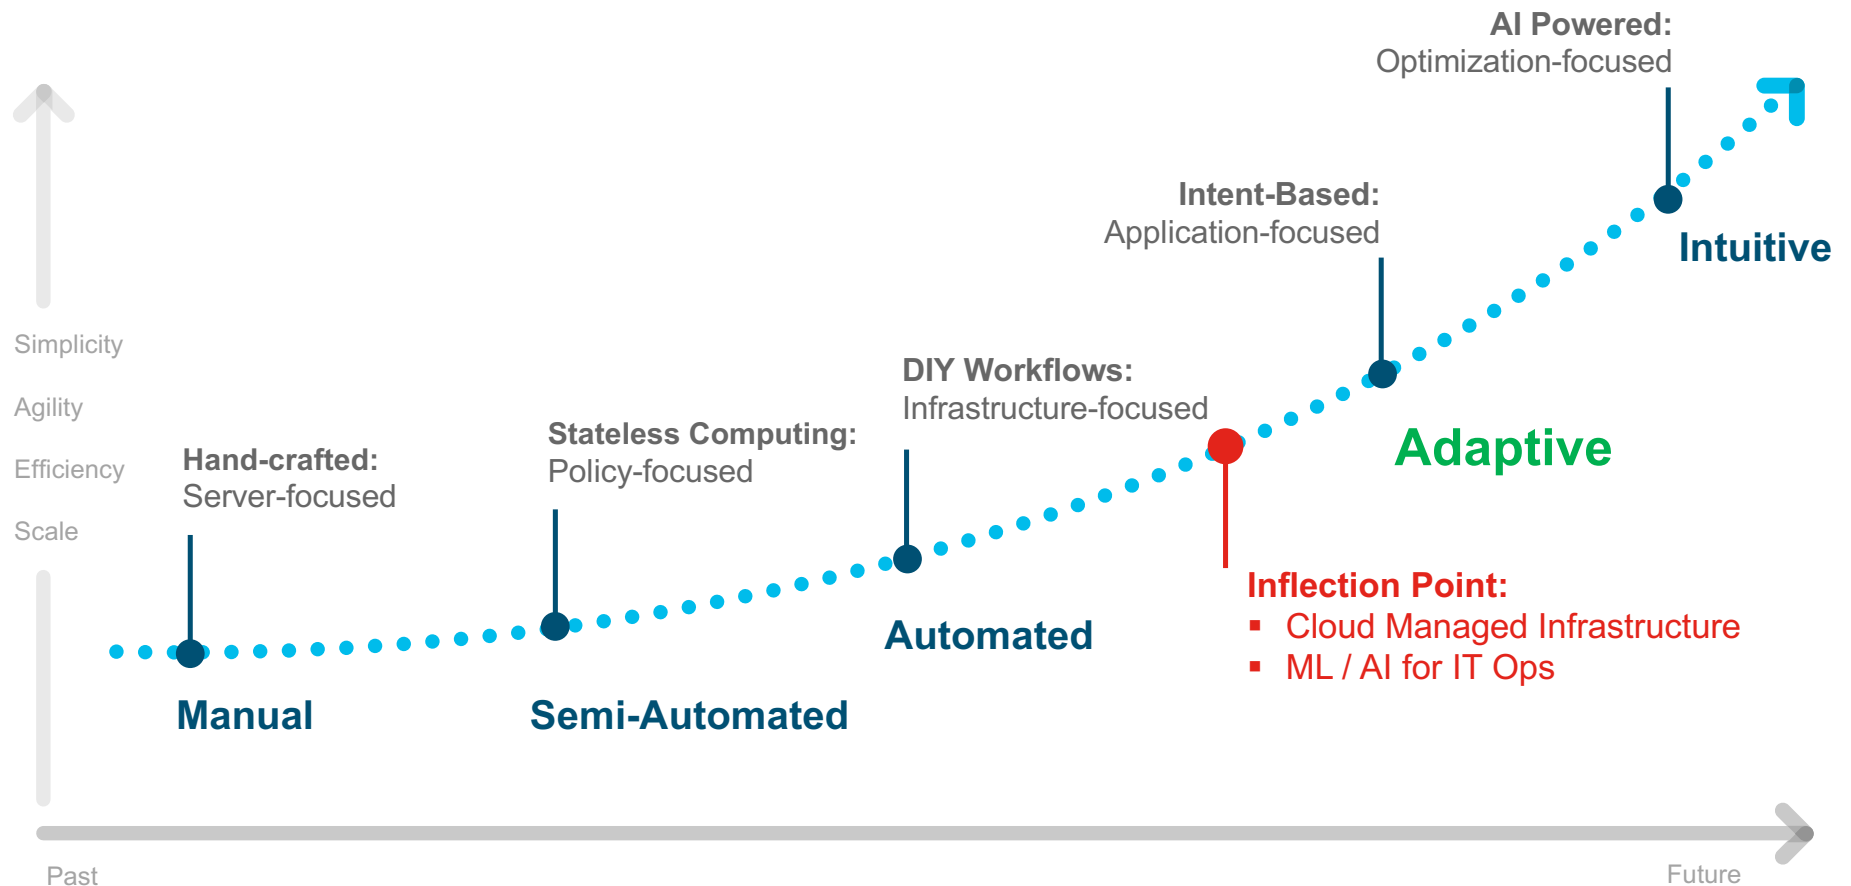 AI Powered:
Optimization-focused
Intuitive
Intent-Based:
Application-focused
Adaptive
Simplicity
Agility
Efficiency
Scale
DIY Workflows:
Infrastructure-focused
Automated
Stateless Computing:
Policy-focused
Semi-Automated
Hand-crafted:
Server-focused
Manual
Inflection Point:
▪ Cloud Managed Infrastructure
▪ ML / AI for IT Ops
Past
Future